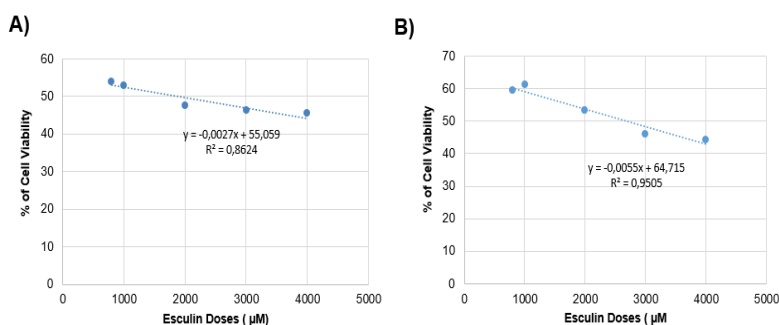 A)
60
50
40
30
20
10
0
0 1000 2000 3000 4000 5000
% of Cell Viability
Esculin Doses ( µM)
y = -0,0027x + 55,059
R² = 0,8624
B)
70
60
50
40
30
20
10
0
0 1000 2000 3000 4000 5000
% of Cell Viability
Esculin Doses ( µM)
y = -0,0055x + 64,715
R² = 0,9505